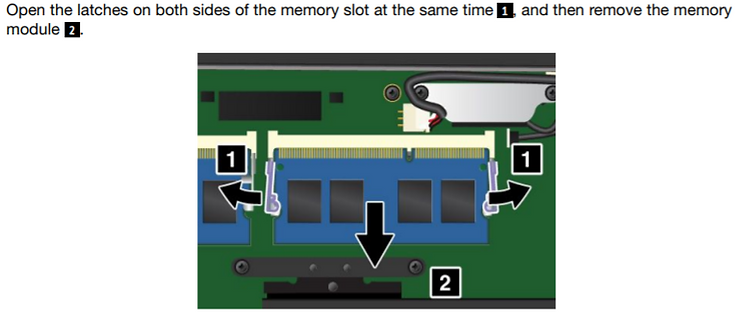 Open the latches on both sides of the memory slot at the same time 1, and then remove the memory
module 2.
1
1
2